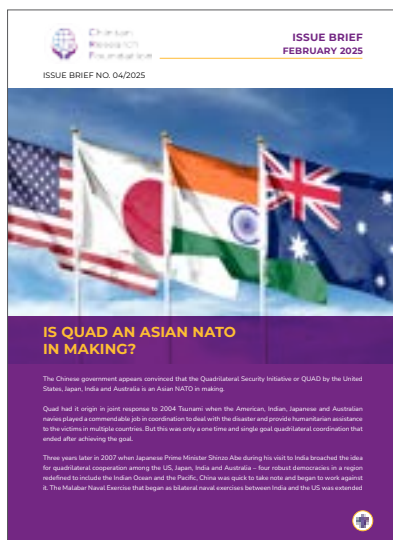 Chintan
Research
Foundation
ISSUE BRIEF
FEBRUARY 2025
ISSUE BRIEF NO. 04/2025
IS QUAD AN ASIAN NATO
IN MAKING?
The Chinese government appears convinced that the Quadrilateral Security Initiative or QUAD by the United
States, Japan, India and Australia is an Asian NATO in making.
Quad had it origin in joint response to 2004 Tsunami when the American, Indian, Japanese and Australian
navies played a commendable job in coordination to deal with the disaster and provide humanitarian assistance
to the victims in multiple countries. But this was only a one time and single goal quadrilateral coordination that
ended after achieving the goal.
Three years later in 2007 when Japanese Prime Minister Shinzo Abe during his visit to India broached the idea
for quadrilateral cooperation among the US, Japan, India and Australia – four robust democracies in a region
redefined to include the Indian Ocean and the Pacific, China was quick to take note and began to work against
it. The Malabar Naval Exercise that began as bilateral naval exercises between India and the US was extended